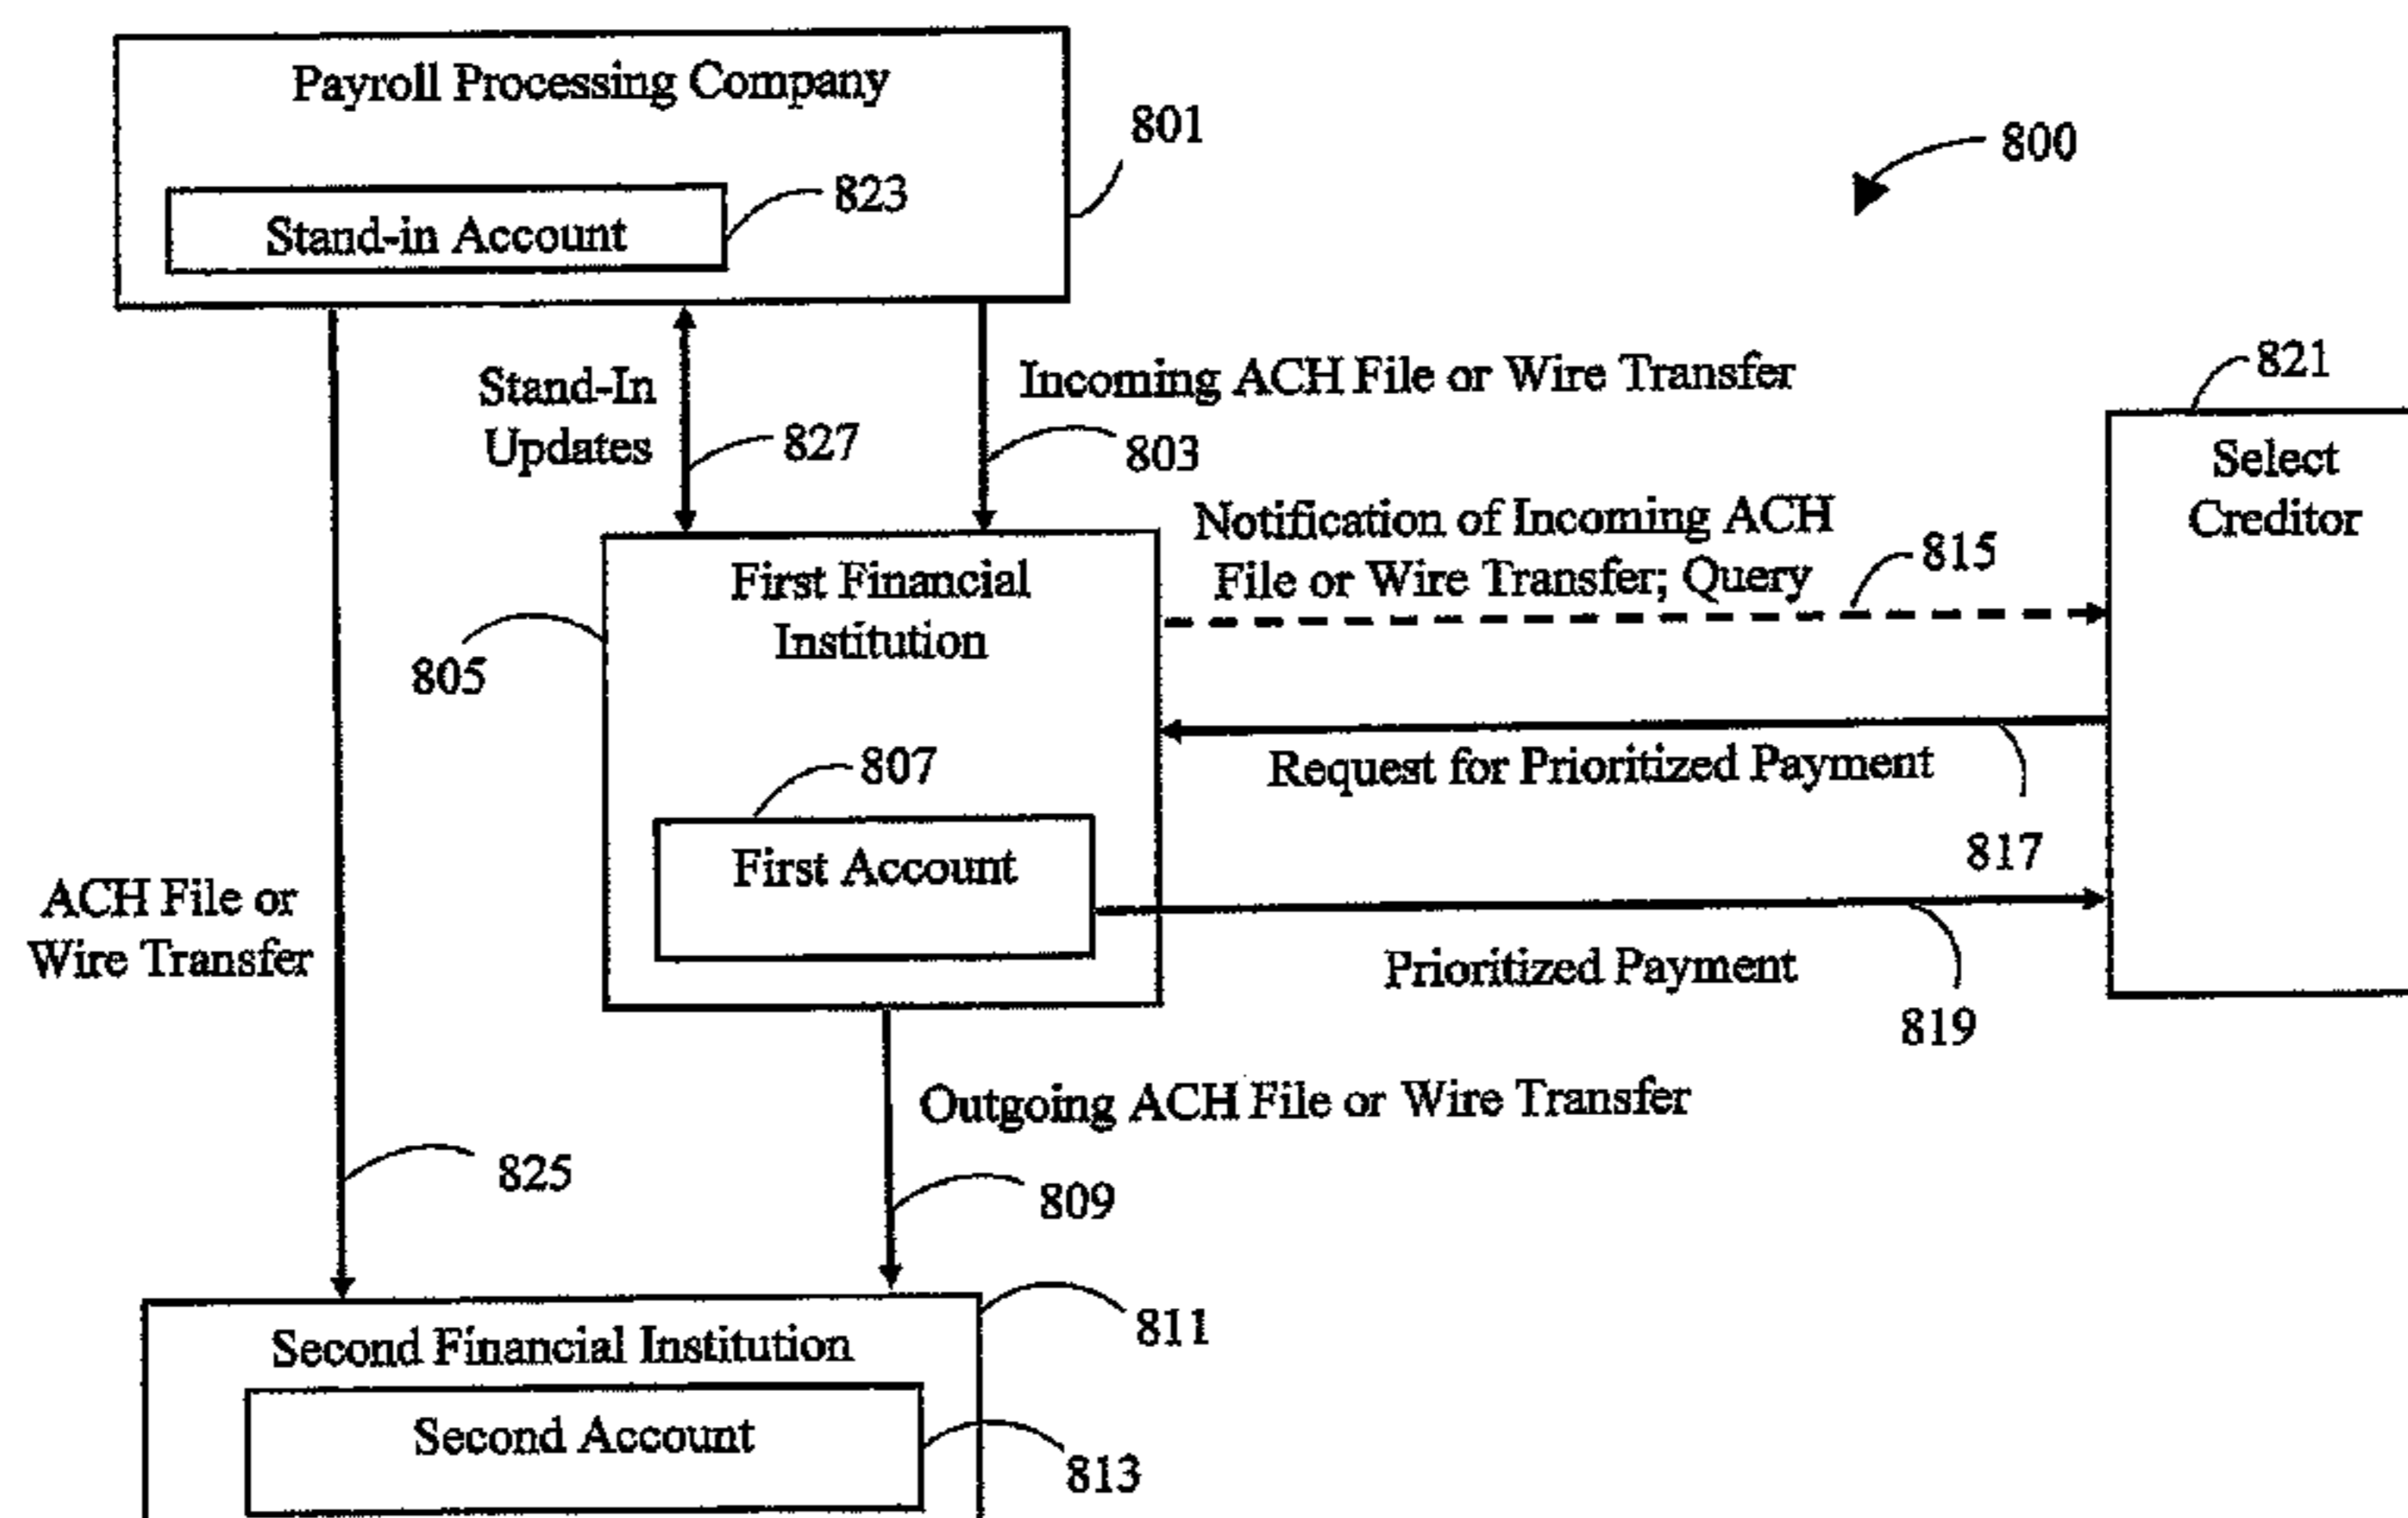 Payroll Processing Company
801
800
Stand-in Account
823
Stand-In
Updates
827
Incoming ACH File or Wire Transfer
803
821
Select
Creditor
Notification of Incoming ACH
File or Wire Transfer; Query
815
First Financial
Institution
805
Request for Prioritized Payment
817
807
First Account
Prioritized Payment
819
ACH File or
Wire Transfer
825
Outgoing ACH File or Wire Transfer
809
Second Financial Institution
811
Second Account
813